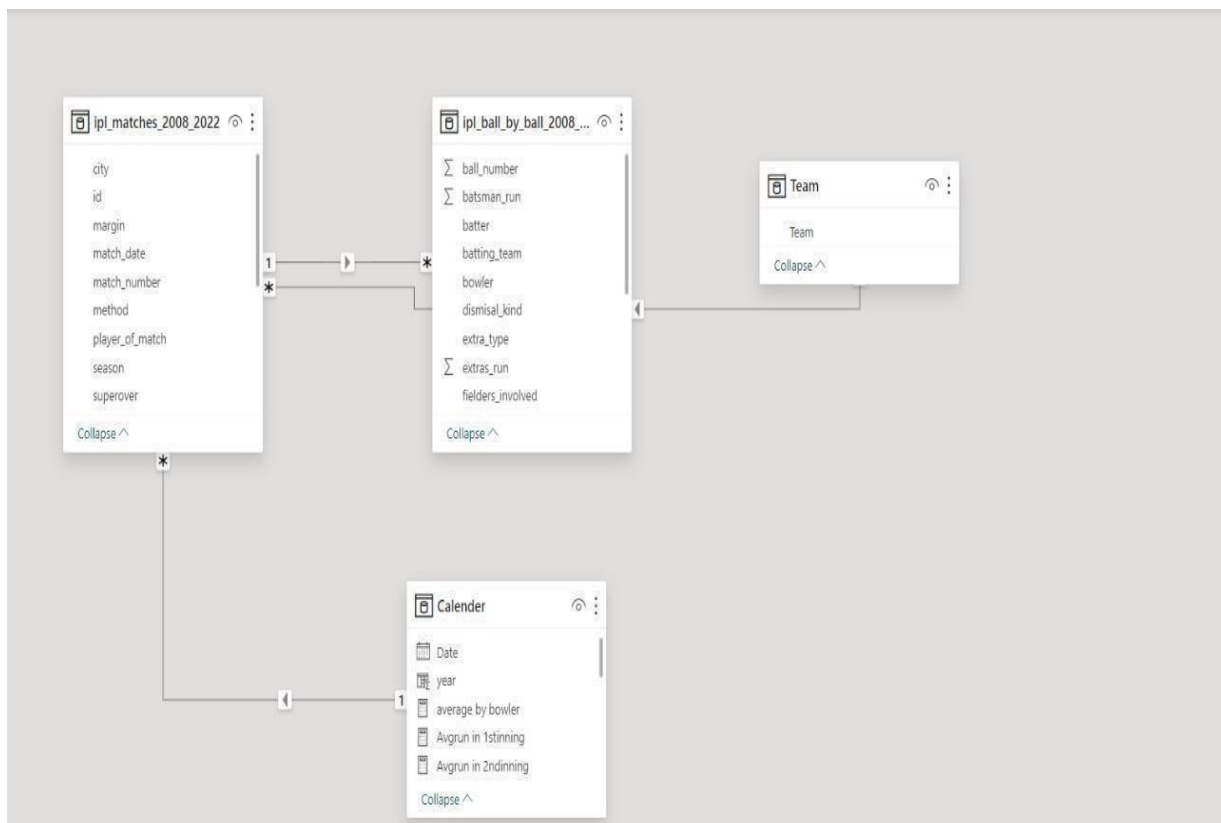 ipl_matches_2008_2022
city
id
margin
match_date
match_number
method
player_of_match
season
superover
Collapse
1
*
*
*
ipl_ball_by_ball_2008_...
Σ ball_number
Σ batsman_run
batter
batting_team
bowler
dismisal_kind
extra_type
Σ extras_run
fielders_involved
Collapse
*
Team
Team
Collapse
Calender
Date
year
average by bowler
Avgrun in 1stinning
Avgrun in 2ndinning
Collapse
1